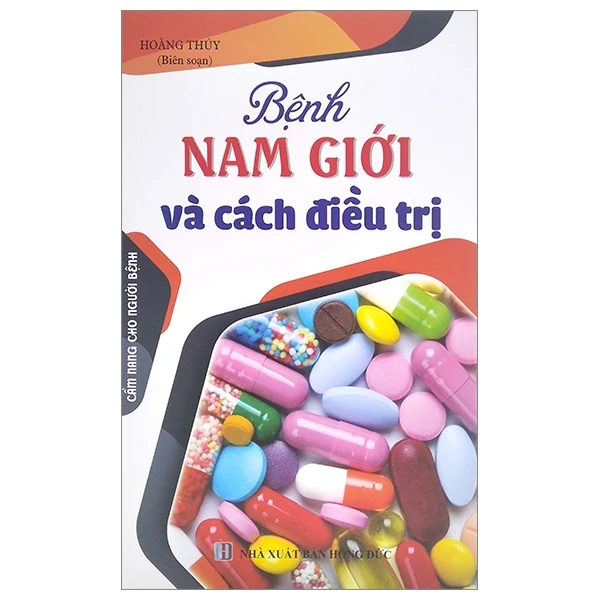 HOÀNG THÚY
(Biên soạn)
Bệnh
NAM GIỚI
và cách điều trị
CẨM NANG CHO NGƯỜI BỆNH
NHÀ XUẤT BẢN HỒNG ĐỨC